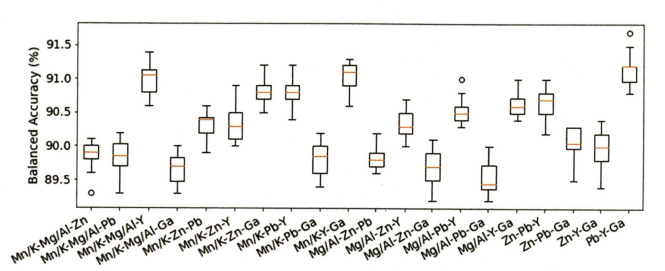 Balanced Accuracy (%)
91.5
91.0
90.5
90.0
89.5
Mn/K-Mg/Al-Zn
Mn/K-Mg/Al-Pb
Mn/K-Mg/Al-Y
Mn/K-Mg/Al-Ga
Mn/K-Zn-Pb
Mn/K-Zn-Y
Mn/K-Zn-Ga
Mn/K-Pb-Y
Mn/K-Pb-Ga
Mn/K-Y-Ga
Mg/Al-Zn-Pb
Mg/Al-Zn-Y
Mg/Al-Zn-Ga
Mg/Al-Pb-Y
Mg/Al-Pb-Ga
Mg/Al-Y-Ga
Zn-Pb-Y
Zn-Pb-Ga
Zn-Y-Ga
Pb-Y-Ga